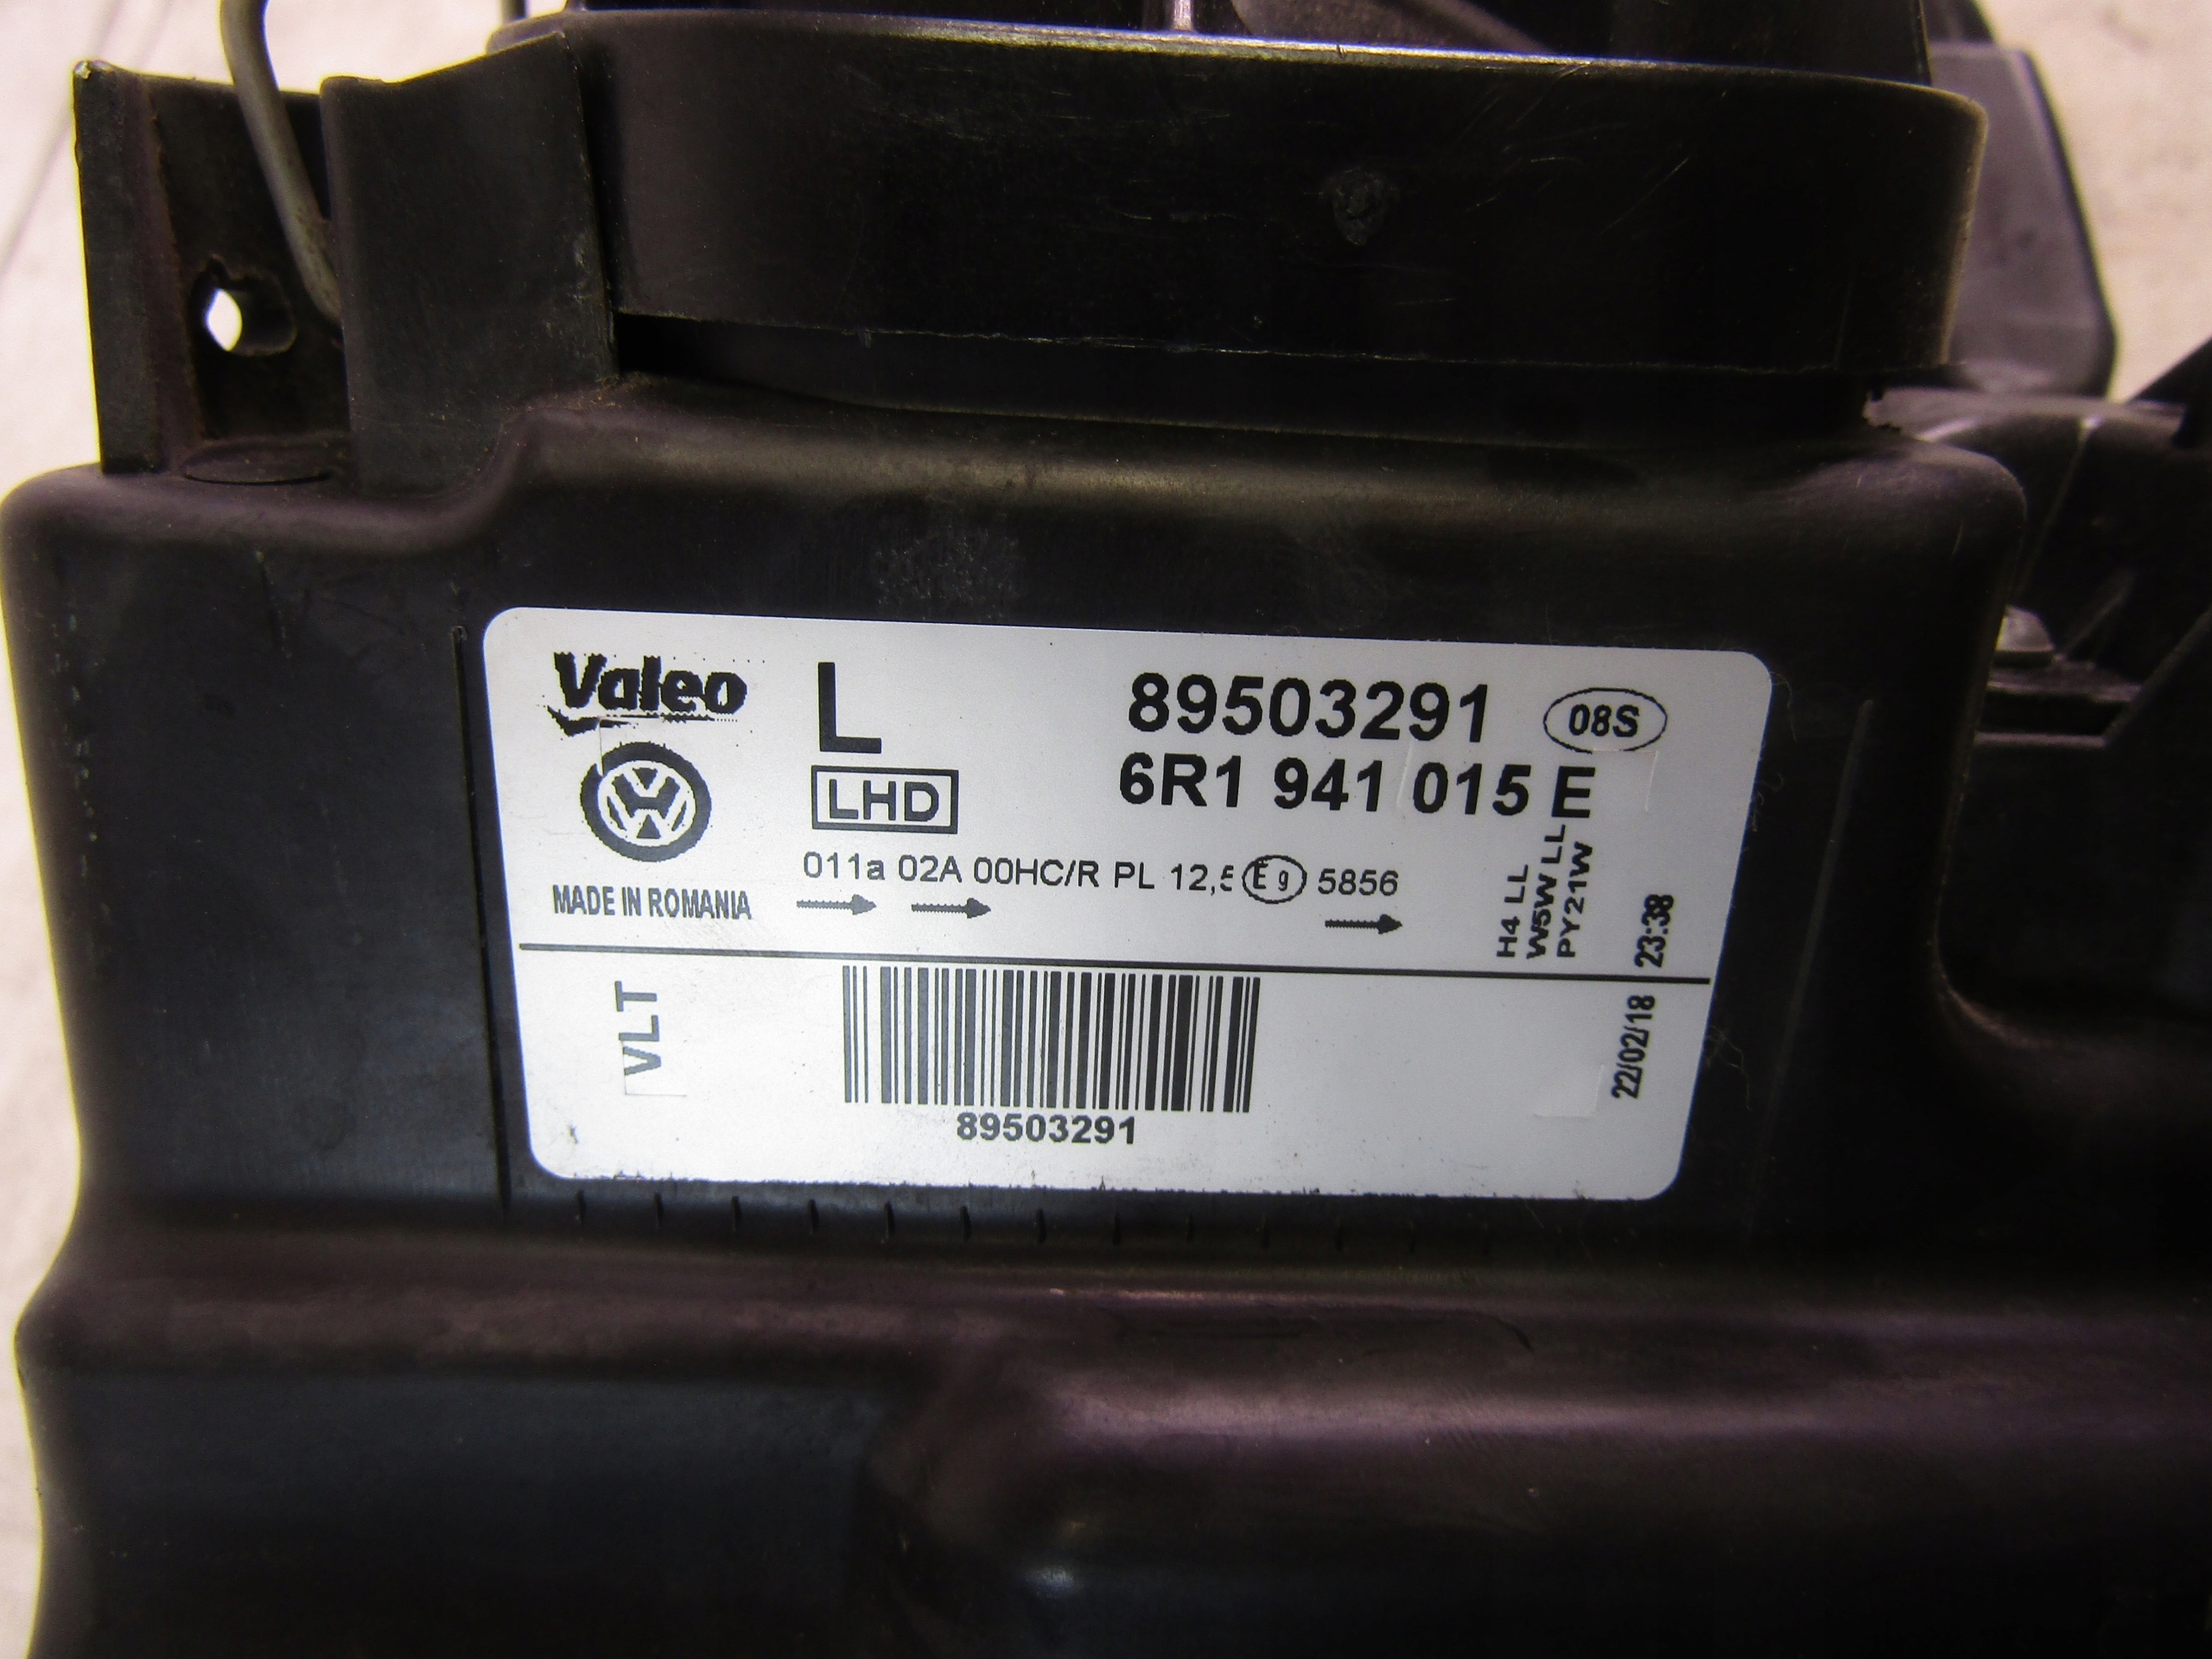 Valeo L 89503291 08S
LHD 6R1 941 015 E
011a 02A 00HC/R PL 12,5 E9 5856
MADE IN ROMANIA
H4 LL
W5W LL
PY21W
23:38
VLT
22/02/18
89503291